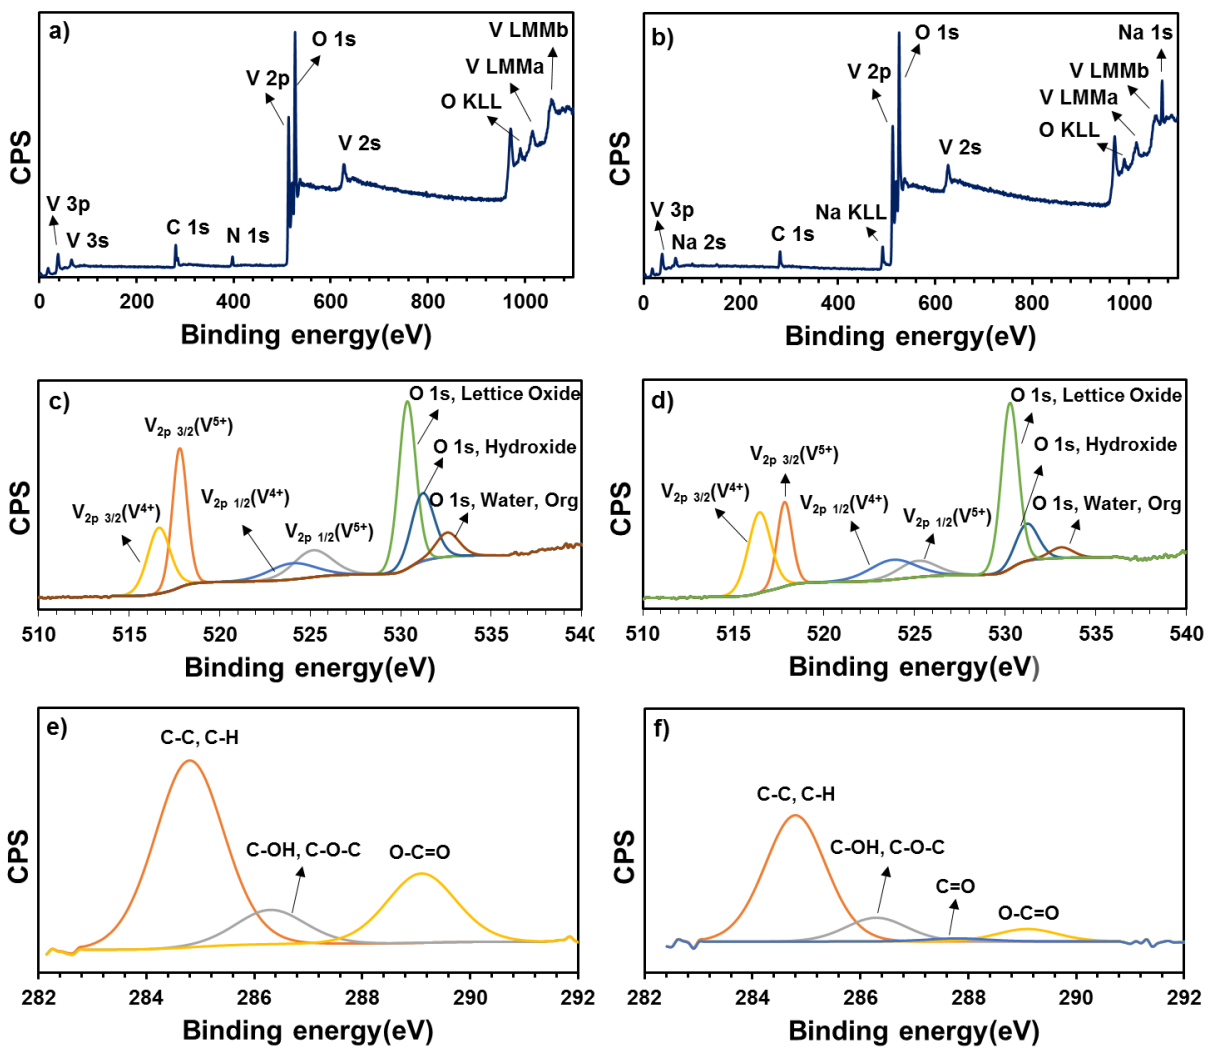 a)
V LMMb
O 1s
V LMMa
V 2p
O KLL
V 2s
V 3p
V 3s
C 1s
N 1s
CPS
0 200 400 600 800 1000
Binding energy(eV)
b)
O 1s
Na 1s
V 2p
V LMMb
V LMMa
O KLL
V 2s
V 3p
Na KLL
Na 2s
C 1s
CPS
0 200 400 600 800 1000
Binding energy(eV)
c)
O 1s, Lettice Oxide
V2p 3/2(V5+)
O 1s, Hydroxide
V2p 3/2(V4+)
V2p 1/2(V4+)
O 1s, Water, Org
V2p 1/2(V5+)
CPS
510 515 520 525 530 535 540
Binding energy(eV)
d)
O 1s, Lettice Oxide
O 1s, Hydroxide
V2p 3/2(V5+)
V2p 3/2(V4+)
V2p 1/2(V4+)
O 1s, Water, Org
V2p 1/2(V5+)
CPS
510 515 520 525 530 535 540
Binding energy(eV)
e)
C-C, C-H
C-OH, C-O-C
O-C=O
CPS
282 284 286 288 290 292
Binding energy(eV)
f)
C-C, C-H
C-OH, C-O-C
C=O
O-C=O
CPS
282 284 286 288 290 292
Binding energy(eV)